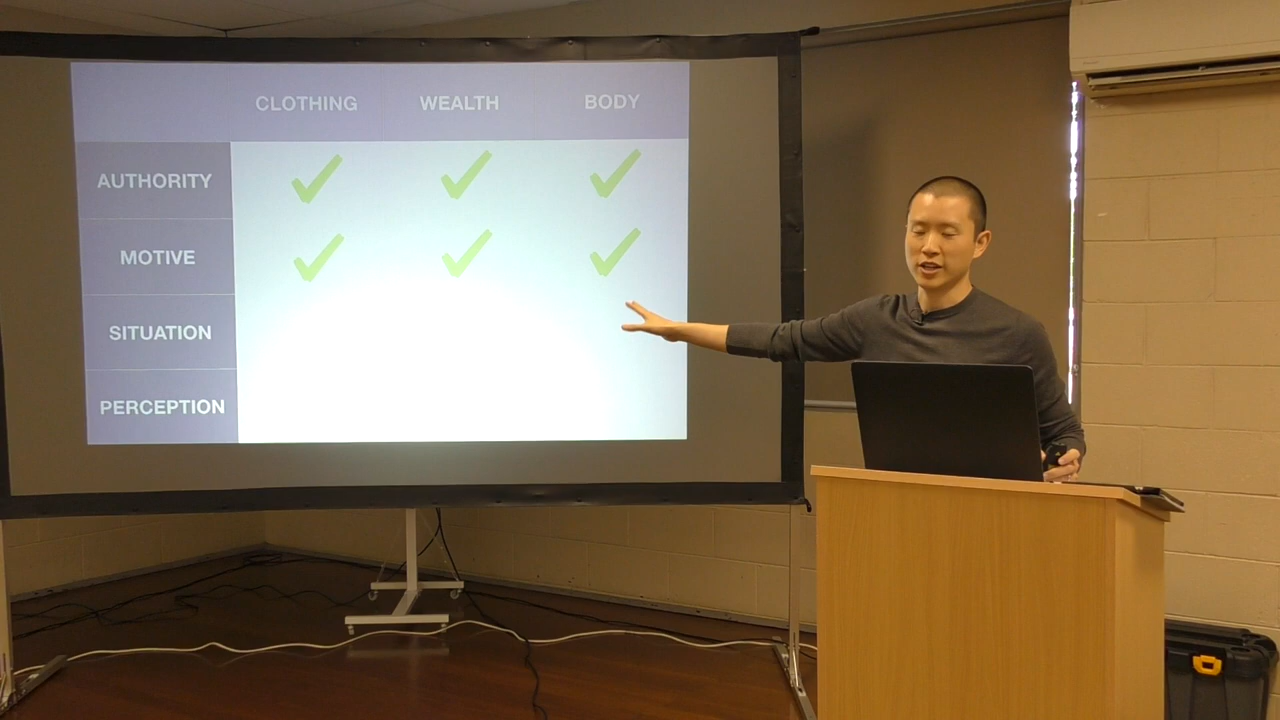 CLOTHING WEALTH BODY
AUTHORITY
MOTIVE
SITUATION
PERCEPTION